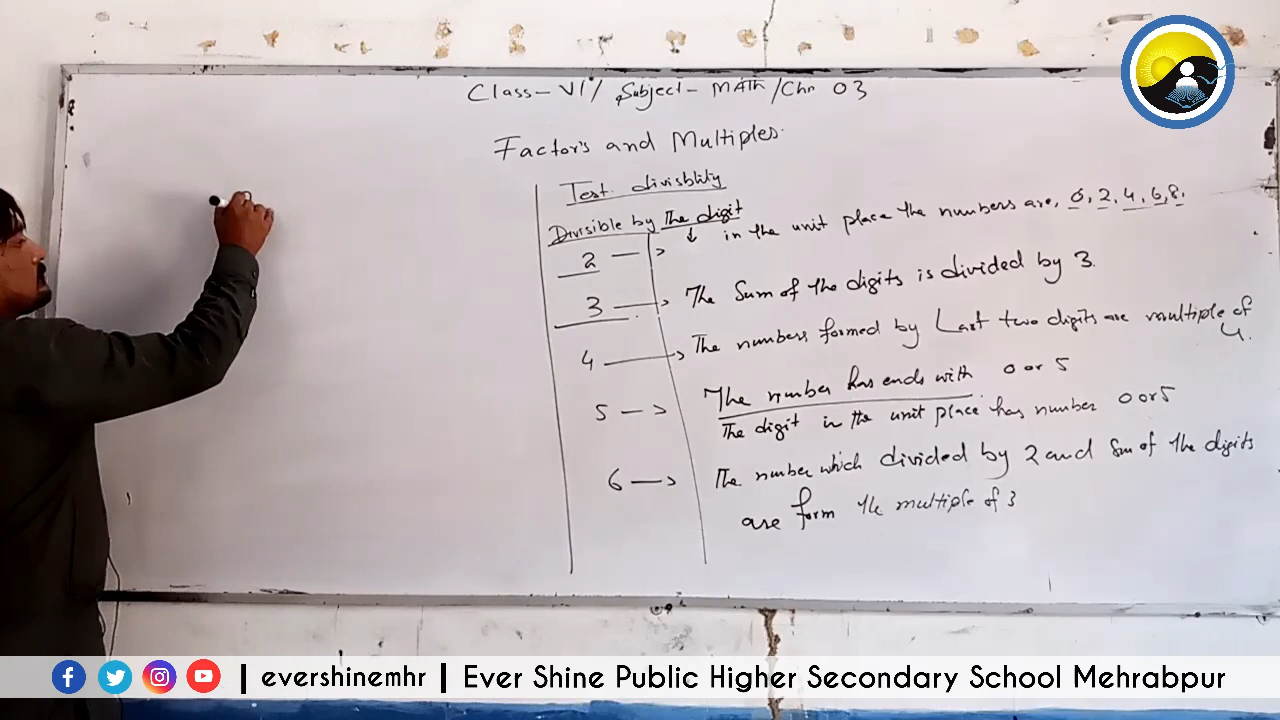 Class - VI / Subject - MATH / Chp 03
Factor's and Multiples.
Test divisblity
Divisible by The digit
2 → in the unit place the numbers are, 0, 2, 4, 6, 8.
3 → The Sum of the digits is divided by 3.
4 → The numbers formed by Last two digits are multiple of
4.
5 → The number has ends with 0 or 5
The digit in the unit place has number 0 or 5
6 → The number which divided by 2 and Sum of the digits
are form the multiple of 3
| evershinemhr | Ever Shine Public Higher Secondary School Mehrabpur